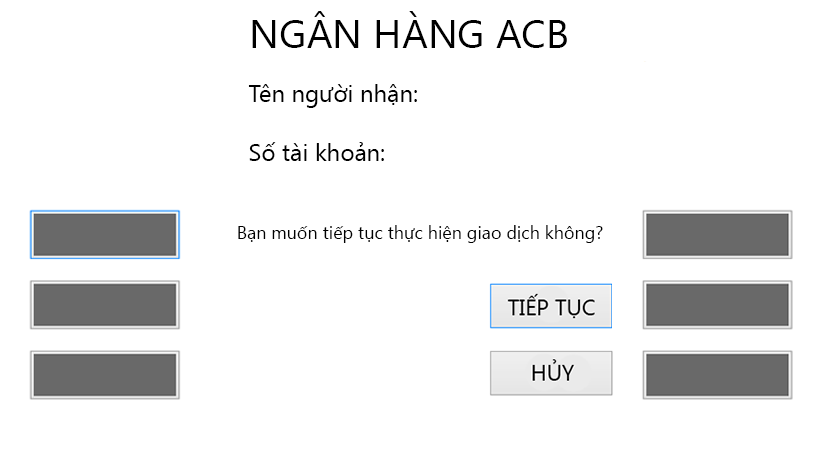 NGÂN HÀNG ACB
Tên người nhận:
Số tài khoản:
Bạn muốn tiếp tục thực hiện giao dịch không?
TIẾP TỤC
HỦY